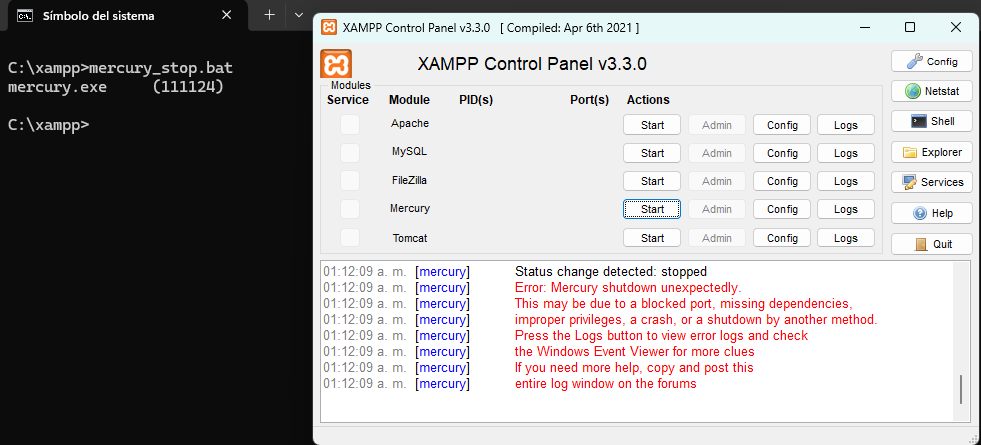 Símbolo del sistema
C:\xampp>mercury_stop.bat
mercury.exe (111124)
C:\xampp>
XAMPP Control Panel v3.3.0 [ Compiled: Apr 6th 2021 ]
XAMPP Control Panel v3.3.0
Modules
Service Module PID(s) Port(s) Actions
Apache Start Admin Config Logs
MySQL Start Admin Config Logs
FileZilla Start Admin Config Logs
Mercury Start Admin Config Logs
Tomcat Start Admin Config Logs
Config
Netstat
Shell
Explorer
Services
Help
Quit
01:12:09 a. m. [mercury] Status change detected: stopped
01:12:09 a. m. [mercury] Error: Mercury shutdown unexpectedly.
01:12:09 a. m. [mercury] This may be due to a blocked port, missing dependencies,
01:12:09 a. m. [mercury] improper privileges, a crash, or a shutdown by another method.
01:12:09 a. m. [mercury] Press the Logs button to view error logs and check
01:12:09 a. m. [mercury] the Windows Event Viewer for more clues
01:12:09 a. m. [mercury] If you need more help, copy and post this
01:12:09 a. m. [mercury] entire log window on the forums